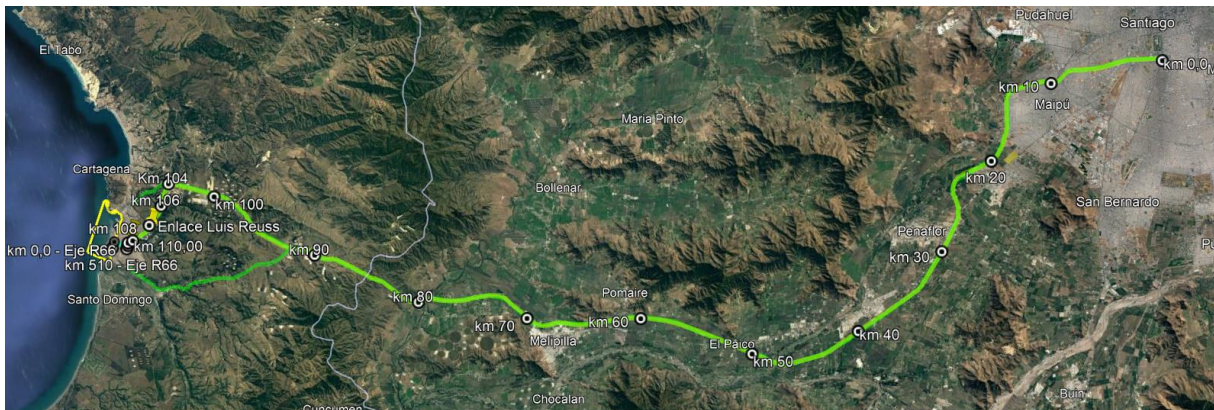 Pudahuel
Santiago
El Tabo
km 0,0
km 10
Maipú
Maria Pinto
Cartagena
Km 104
km 20
Bollenar
km 106
km 100
San Bernardo
Enlace Luis Reuss
km 108
Peñaflor
km 110,00
km 0,0 - Eje R66
km 90
km 30
km 510 - Eje R66
Santo Domingo
km 80
Pomaire
km 70
km 60
Melipilla
km 40
El Paico
km 50
Chocalan
Buin
Cuncumen